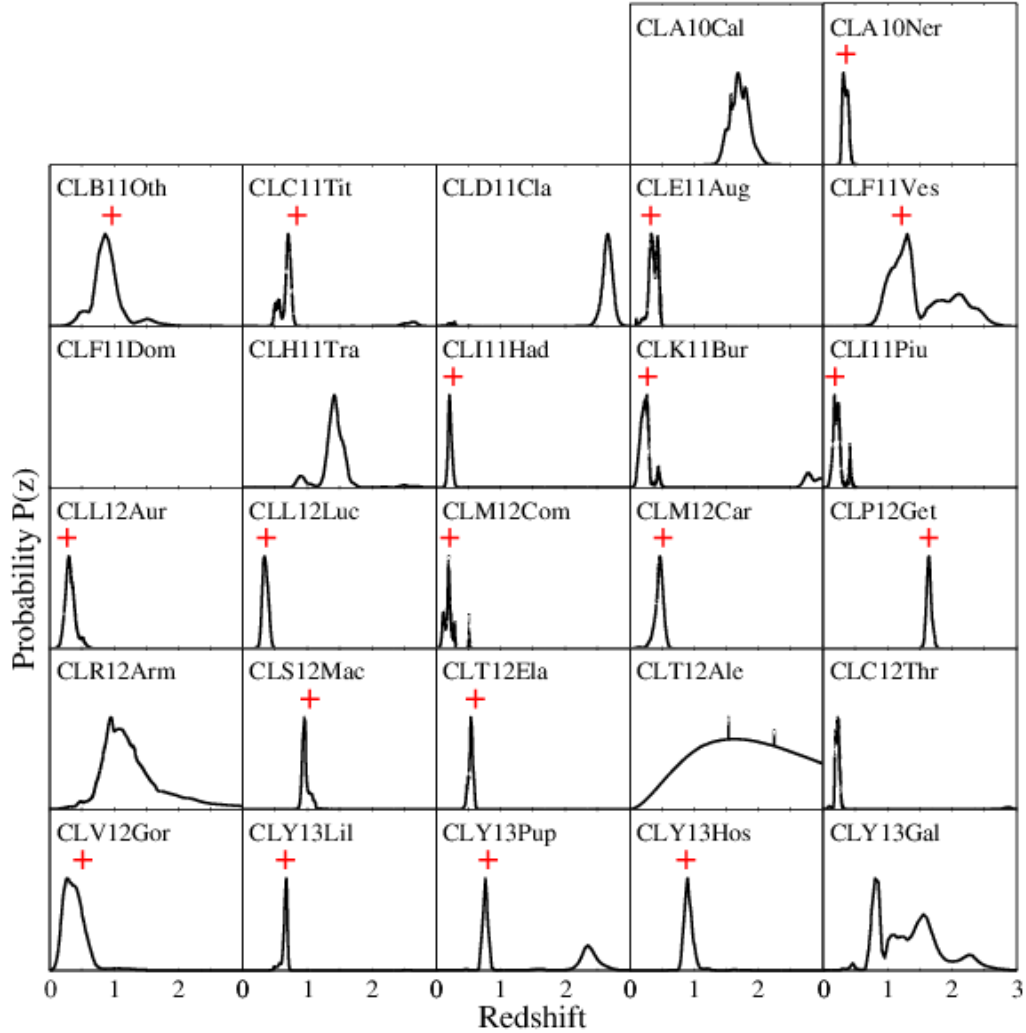 CLA10Cal CLA10Ner
CLB11Oth CLC11Tit CLD11Cla CLE11Aug CLF11Ves
CLF11Dom CLH11Tra CLI11Had CLK11Bur CLI11Piu
CLL12Aur CLL12Luc CLM12Com CLM12Car CLP12Get
CLR12Arm CLS12Mac CLT12Ela CLT12Ale CLC12Thr
CLV12Gor CLY13Lil CLY13Pup CLY13Hos CLY13Gal
Probability P(z)
0 1 2 0 1 2 0 1 2 0 1 2 0 1 2 3
Redshift